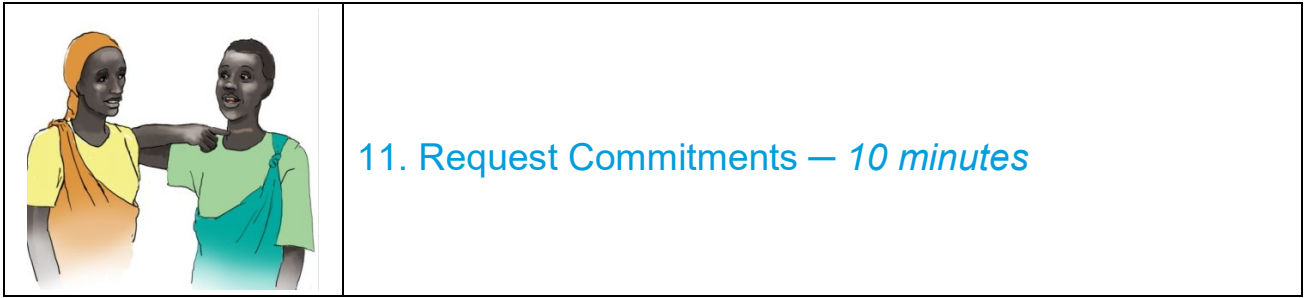 11. Request Commitments — 10 minutes